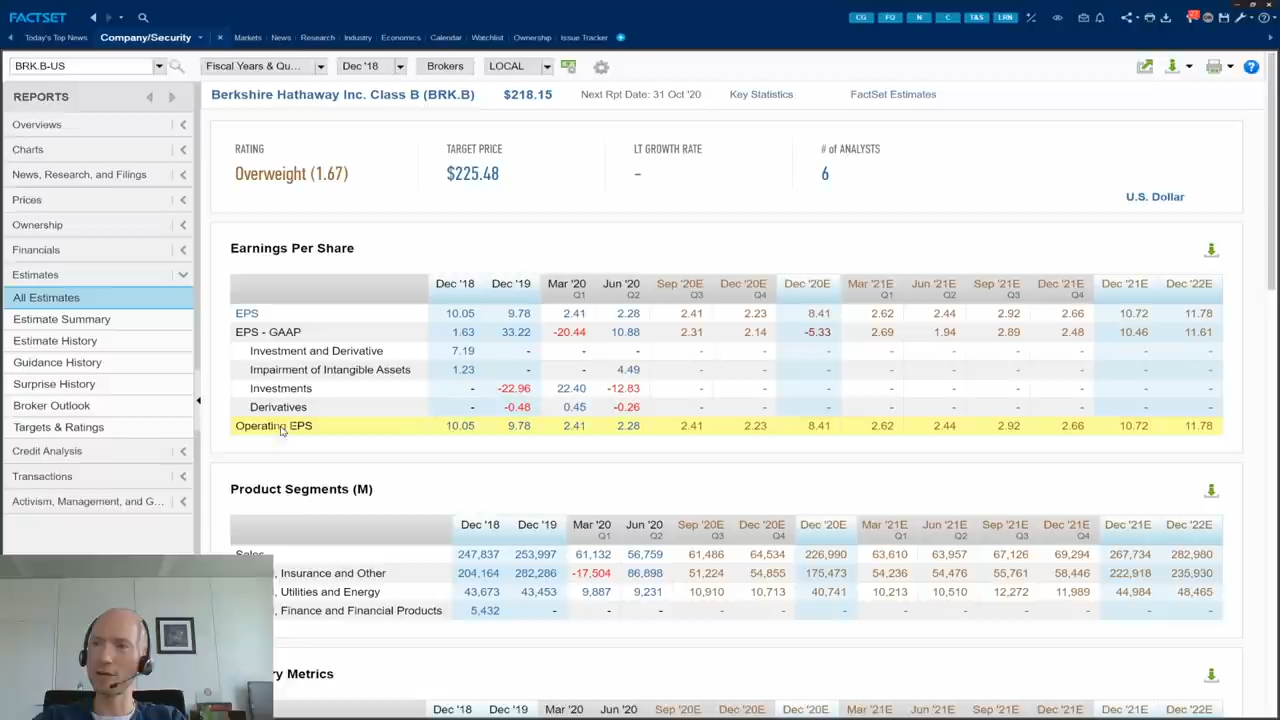 FACTSET
CG FQ N C T&S LRN
Today's Top News Company/Security Markets News Research Industry Economics Calendar Watchlist Ownership Issue Tracker
BRK.B-US Fiscal Years & Qu... Dec '18 Brokers LOCAL
REPORTS
Overviews
Charts
News, Research, and Filings
Prices
Ownership
Financials
Estimates
All Estimates
Estimate Summary
Estimate History
Guidance History
Surprise History
Broker Outlook
Targets & Ratings
Credit Analysis
Transactions
Activism, Management, and G...
Berkshire Hathaway Inc. Class B (BRK.B) $218.15 Next Rpt Date: 31 Oct '20 Key Statistics FactSet Estimates
RATING TARGET PRICE LT GROWTH RATE # of ANALYSTS
Overweight (1.67) $225.48 - 6
U.S. Dollar
Earnings Per Share
Dec '18 Dec '19 Mar '20 Jun '20 Sep '20E Dec '20E Dec '20E Mar '21E Jun '21E Sep '21E Dec '21E Dec '21E Dec '22E
Q1 Q2 Q3 Q4 Q1 Q2 Q3 Q4
EPS 10.05 9.78 2.41 2.28 2.41 2.23 8.41 2.62 2.44 2.92 2.66 10.72 11.78
EPS - GAAP 1.63 33.22 -20.44 10.88 2.31 2.14 -5.33 2.69 1.94 2.89 2.48 10.46 11.61
Investment and Derivative 7.19 - - - - - - - - - - - -
Impairment of Intangible Assets 1.23 - - 4.49 - - - - - - - - -
Investments - -22.96 22.40 -12.83 - - - - - - - - -
Derivatives - -0.48 0.45 -0.26 - - - - - - - - -
Operating EPS 10.05 9.78 2.41 2.28 2.41 2.23 8.41 2.62 2.44 2.92 2.66 10.72 11.78
Product Segments (M)
Dec '18 Dec '19 Mar '20 Jun '20 Sep '20E Dec '20E Dec '20E Mar '21E Jun '21E Sep '21E Dec '21E Dec '21E Dec '22E
Q1 Q2 Q3 Q4 Q1 Q2 Q3 Q4
Sales 247,837 253,997 61,132 56,759 61,486 64,534 226,990 63,610 63,957 67,126 69,294 267,734 282,980
, Insurance and Other 204,164 282,286 -17,504 86,898 51,224 54,855 175,473 54,236 54,476 55,761 58,446 222,918 235,930
, Utilities and Energy 43,673 43,453 9,887 9,231 10,910 10,713 40,741 10,213 10,510 12,272 11,989 44,984 48,465
, Finance and Financial Products 5,432 - - - - - - - - - - - -
ry Metrics
Dec '18 Dec '19 Mar '20 Jun '20 Sep '20E Dec '20E Dec '20E Mar '21E Jun '21E Sep '21E Dec '21E Dec '21E Dec '22E